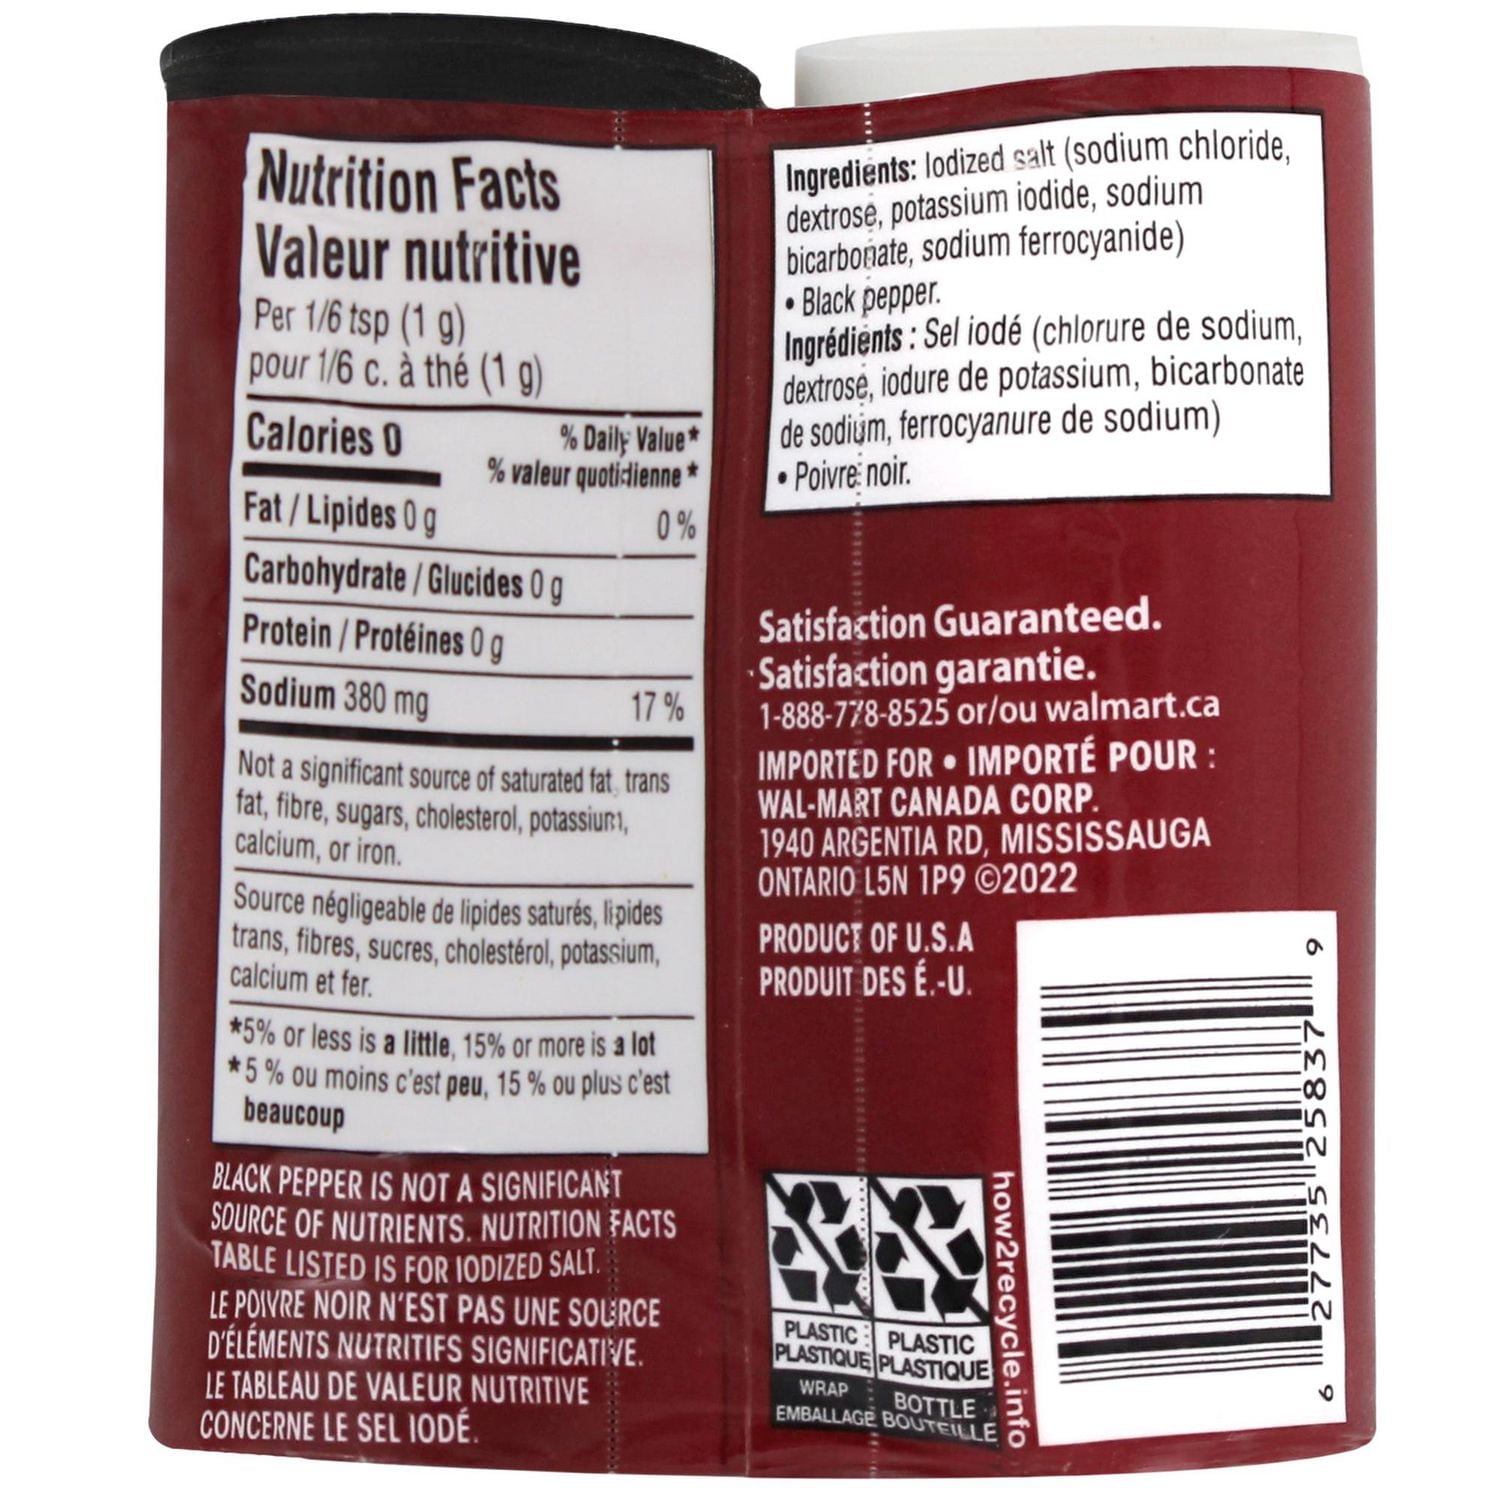 Nutrition Facts
Valeur nutritive
Per 1/6 tsp (1 g)
pour 1/6 c. à thé (1 g)
Calories 0
% Daily Value*
% valeur quotidienne *
Fat / Lipides 0 g 0 %
Carbohydrate / Glucides 0 g
Protein / Protéines 0 g
Sodium 380 mg 17 %
Not a significant source of saturated fat, trans
fat, fibre, sugars, cholesterol, potassium,
calcium, or iron.
Source négligeable de lipides saturés, lipides
trans, fibres, sucres, cholestérol, potassium,
calcium et fer.
*5% or less is a little, 15% or more is a lot
*5 % ou moins c'est peu, 15 % ou plus c'est
beaucoup
BLACK PEPPER IS NOT A SIGNIFICANT
SOURCE OF NUTRIENTS. NUTRITION FACTS
TABLE LISTED IS FOR IODIZED SALT.
LE POIVRE NOIR N'EST PAS UNE SOURCE
D'ÉLÉMENTS NUTRITIFS SIGNIFICATIVE.
LE TABLEAU DE VALEUR NUTRITIVE
CONCERNE LE SEL IODÉ.
Ingredients: Iodized salt (sodium chloride,
dextrose, potassium iodide, sodium
bicarbonate, sodium ferrocyanide)
• Black pepper.
Ingrédients : Sel iodé (chlorure de sodium,
dextrose, iodure de potassium, bicarbonate
de sodium, ferrocyanure de sodium)
• Poivre noir.
Satisfaction Guaranteed.
Satisfaction garantie.
1-888-778-8525 or/ou walmart.ca
IMPORTED FOR • IMPORTÉ POUR :
WAL-MART CANADA CORP.
1940 ARGENTIA RD, MISSISSAUGA
ONTARIO L5N 1P9 ©2022
PRODUCT OF U.S.A
PRODUIT DES É.-U.
PLASTIC
PLASTIQUE
WRAP
EMBALLAGE
PLASTIC
PLASTIQUE
BOTTLE
BOUTEILLE
how2recycle.info
6 27735 25837 9